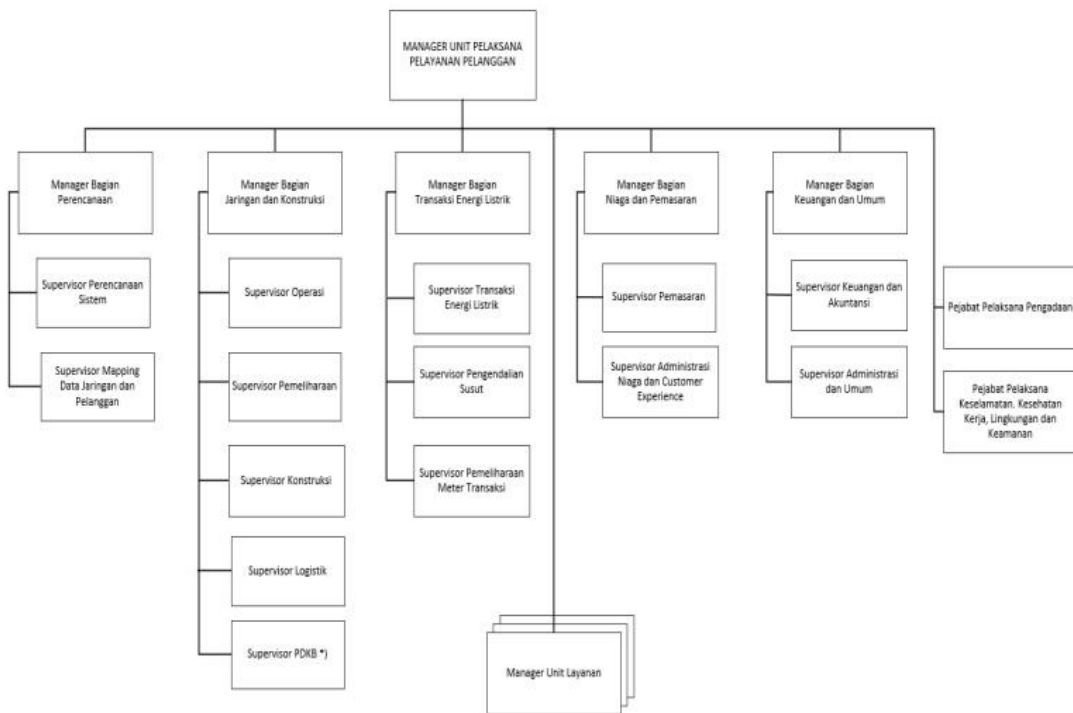 MANAGER UNIT PELAKSANA
PELAYANAN PELANGGAN
Manager Bagian
Perencanaan
Manager Bagian
Jaringan dan Konstruksi
Manager Bagian
Transaksi Energi Listrik
Manager Bagian
Niaga dan Pemasaran
Manager Bagian
Keuangan dan Umum
Supervisor Perencanaan
Sistem
Supervisor Mapping
Data Jaringan dan
Pelanggan
Supervisor Operasi
Supervisor Pemeliharaan
Supervisor Konstruksi
Supervisor Logistik
Supervisor PDKB *)
Supervisor Transaksi
Energi Listrik
Supervisor Pengendalian
Susut
Supervisor Pemeliharaan
Meter Transaksi
Supervisor Pemasaran
Supervisor Administrasi
Niaga dan Customer
Experience
Supervisor Keuangan dan
Akuntansi
Supervisor Administrasi
dan Umum
Pejabat Pelaksana Pengadaan
Pejabat Pelaksana
Keselamatan. Kesehatan
Kerja, Lingkungan dan
Keamanan
Manager Unit Layanan